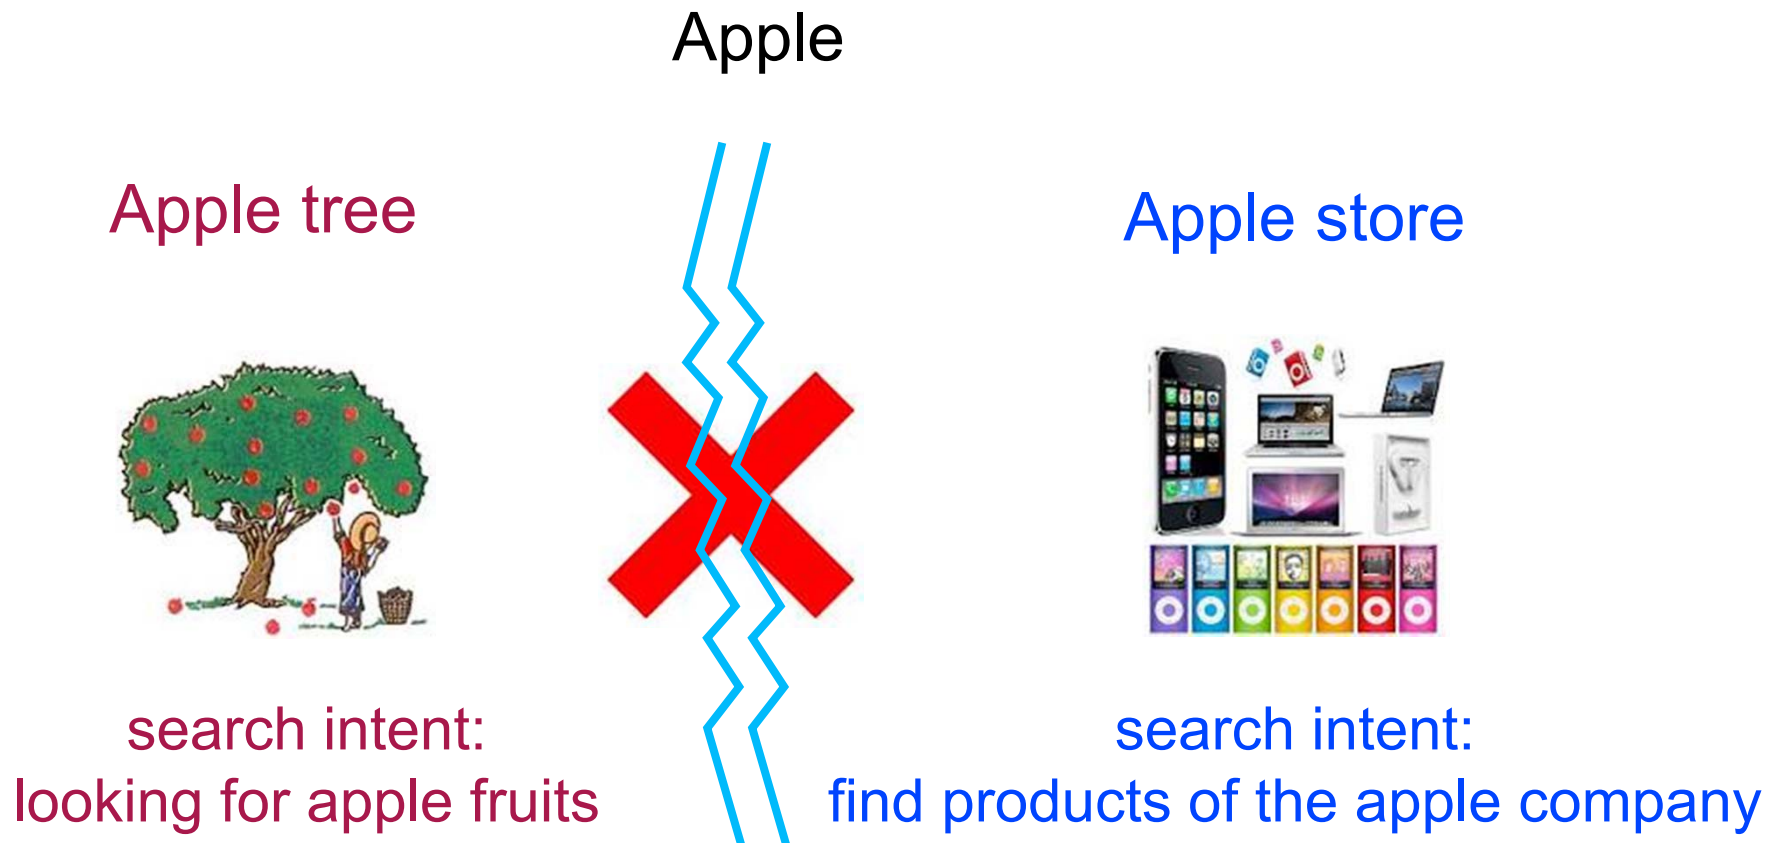 Apple
Apple tree
Apple store
search intent:
looking for apple fruits
search intent:
find products of the apple company